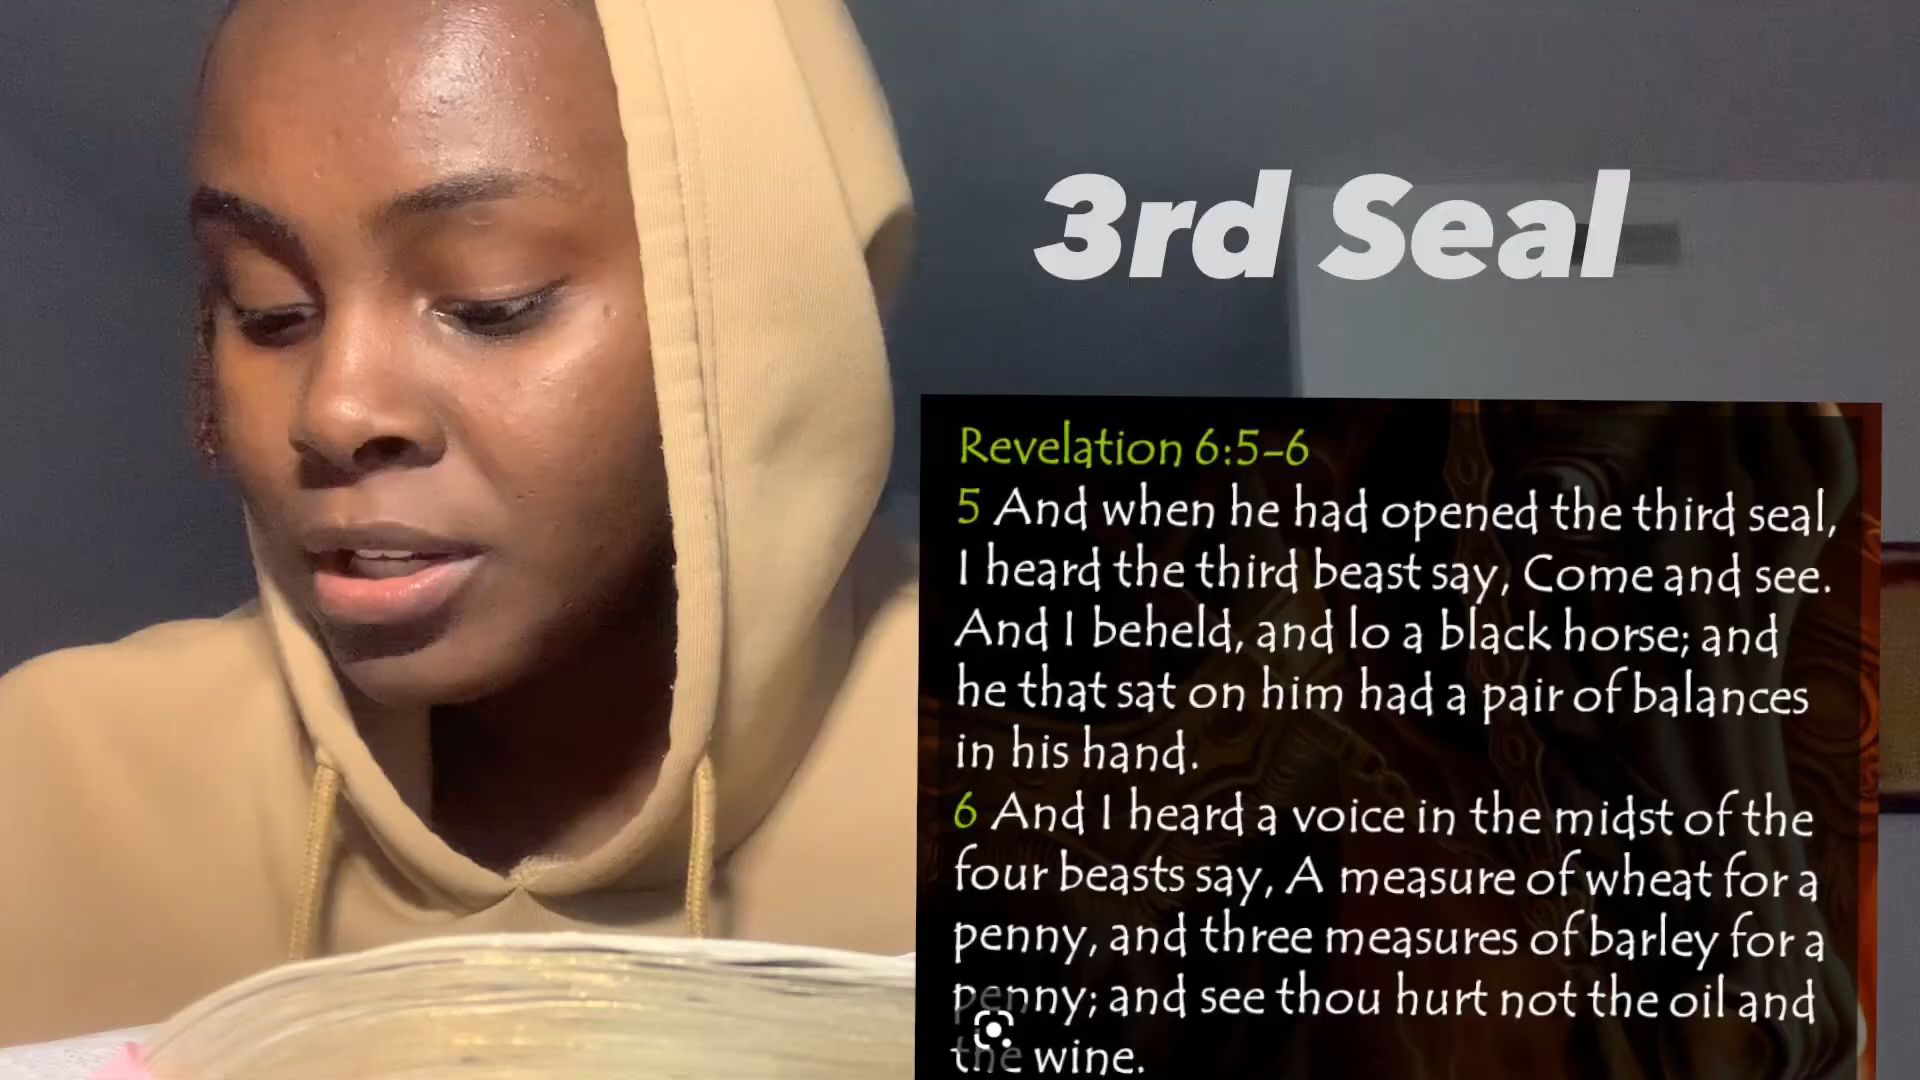 3rd Seal
Revelation 6:5-6
5 And when he had opened the third seal,
I heard the third beast say, Come and see.
And I beheld, and lo a black horse; and
he that sat on him had a pair of balances
in his hand.
6 And I heard a voice in the midst of the
four beasts say, A measure of wheat for a
penny, and three measures of barley for a
penny; and see thou hurt not the oil and
the wine.